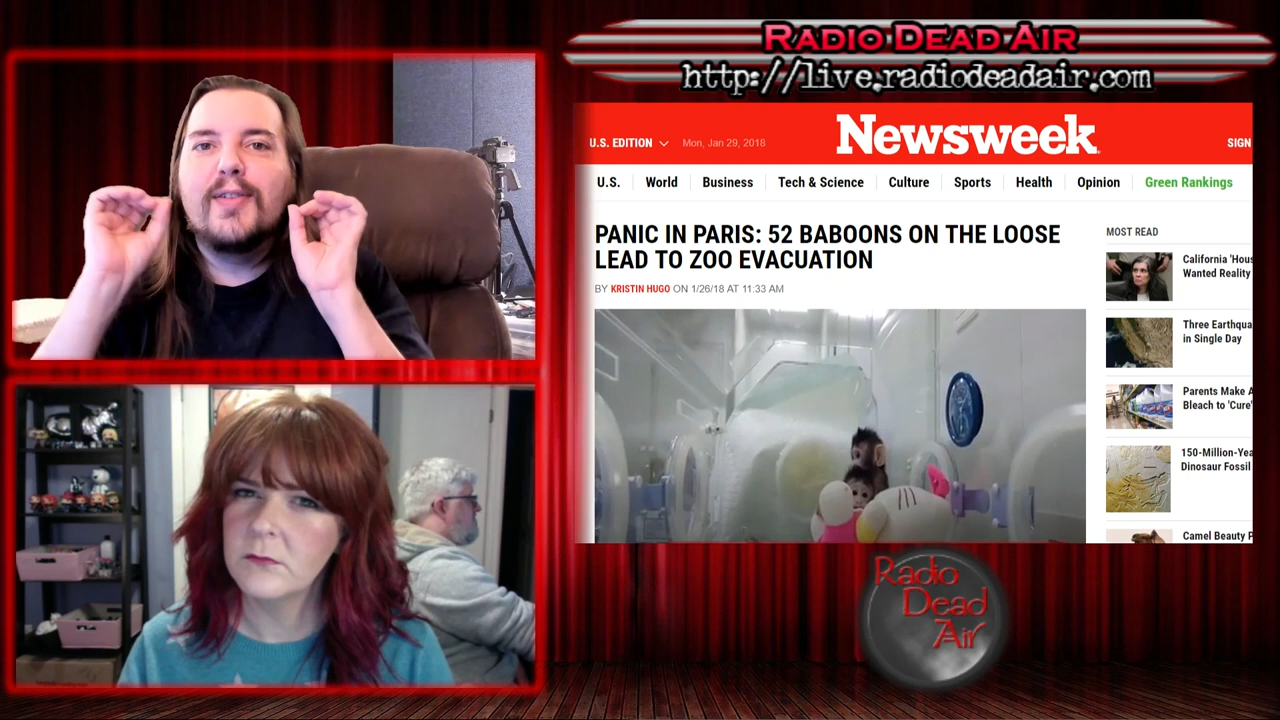 RADIO DEAD AIR
http://live.radiodeadair.com
U.S. EDITION
Mon, Jan 29, 2018
Newsweek
SIGN
U.S.
World
Business
Tech & Science
Culture
Sports
Health
Opinion
Green Rankings
PANIC IN PARIS: 52 BABOONS ON THE LOOSE
LEAD TO ZOO EVACUATION
BY KRISTIN HUGO ON 1/26/18 AT 11:33 AM
MOST READ
California 'Hous
Wanted Reality
Three Earthqua
in Single Day
Parents Make A
Bleach to 'Cure'
150-Million-Yea
Dinosaur Fossil
Camel Beauty P
Radio
Dead
Air